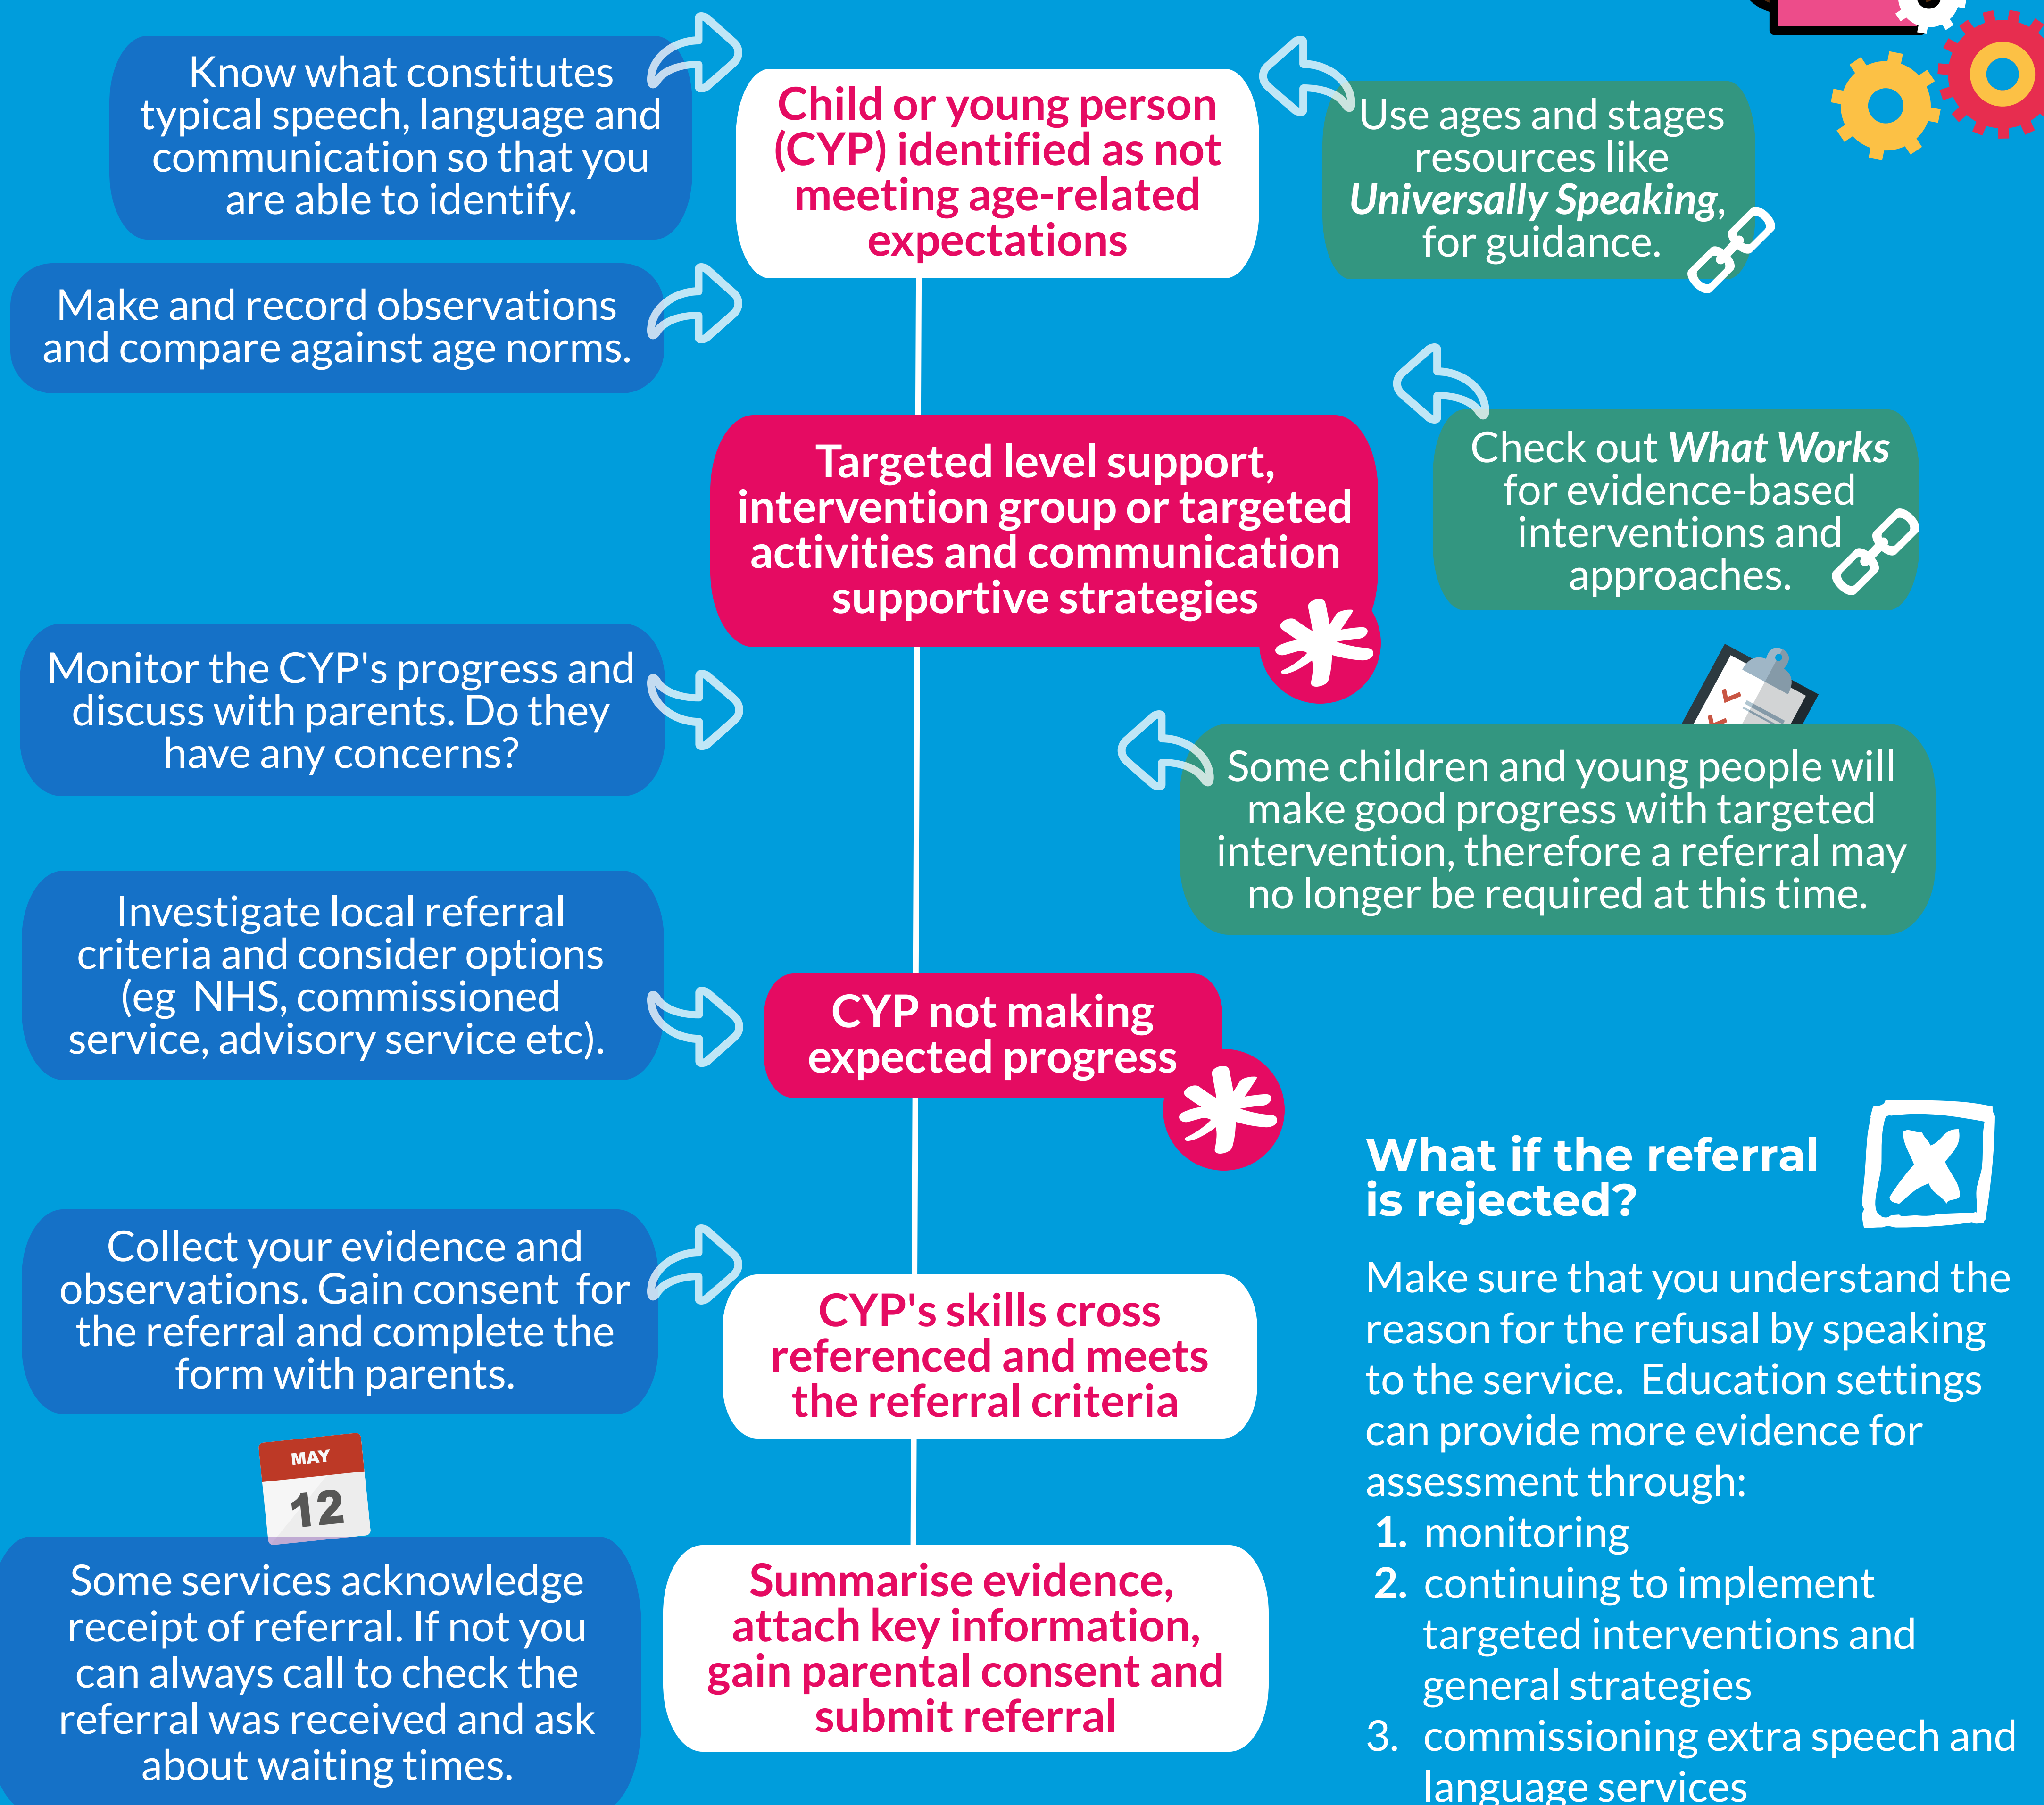 Know what constitutes
typical speech, language and
communication so that you
are able to identify.
Child or young person
(CYP) identified as not
meeting age-related
expectations
Use ages and stages
resources like
Universally Speaking,
for guidance.
Make and record observations
and compare against age norms.
Targeted level support,
intervention group or targeted
activities and communication
supportive strategies
Check out What Works
for evidence-based
interventions and
approaches.
Monitor the CYP's progress and
discuss with parents. Do they
have any concerns?
Some children and young people will
make good progress with targeted
intervention, therefore a referral may
no longer be required at this time.
Investigate local referral
criteria and consider options
(eg NHS, commissioned
service, advisory service etc).
CYP not making
expected progress
Collect your evidence and
observations. Gain consent for
the referral and complete the
form with parents.
CYP's skills cross
referenced and meets
the referral criteria
MAY
12
Some services acknowledge
receipt of referral. If not you
can always call to check the
referral was received and ask
about waiting times.
Summarise evidence,
attach key information,
gain parental consent and
submit referral
What if the referral
is rejected?
Make sure that you understand the
reason for the refusal by speaking
to the service. Education settings
can provide more evidence for
assessment through:
1. monitoring
2. continuing to implement
targeted interventions and
general strategies
3. commissioning extra speech and
language services